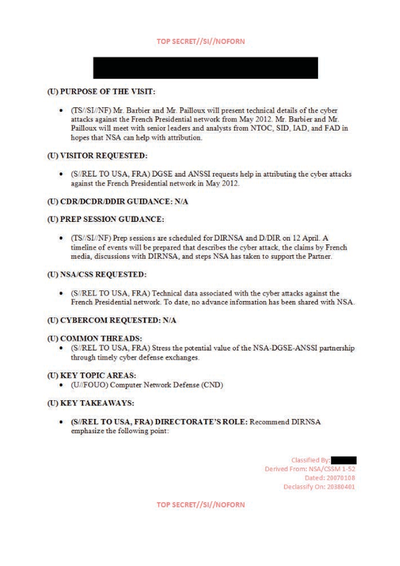 TOP SECRET//SI//NOFORN
(U) PURPOSE OF THE VISIT:
• (TS//SI//NF) Mr. Barbier and Mr. Pailloux will present technical details of the cyber
attacks against the French Presidential network from May 2012. Mr. Barbier and Mr.
Pailloux will meet with senior leaders and analysts from NTOC, SID, IAD, and FAD in
hopes that NSA can help with attribution.
(U) VISITOR REQUESTED:
• (S//REL TO USA, FRA) DGSE and ANSSI requests help in attributing the cyber attacks
against the French Presidential network in May 2012.
(U) CDR/DCDR/DDIR GUIDANCE: N/A
(U) PREP SESSION GUIDANCE:
• (TS//SI//NF) Prep sessions are scheduled for DIRNSA and D/DIR on 12 April. A
timeline of events will be prepared that describes the cyber attack, the claims by French
media, discussions with DIRNSA, and steps NSA has taken to support the Partner.
(U) NSA/CSS REQUESTED:
• (S//REL TO USA, FRA) Technical data associated with the cyber attacks against the
French Presidential network. To date, no advance information has been shared with NSA.
(U) CYBERCOM REQUESTED: N/A
(U) COMMON THREADS:
• (S//REL TO USA, FRA) Stress the potential value of the NSA-DGSE-ANSSI partnership
through timely cyber defense exchanges.
(U) KEY TOPIC AREAS:
• (U//FOUO) Computer Network Defense (CND)
(U) KEY TAKEAWAYS:
• (S//REL TO USA, FRA) DIRECTORATE'S ROLE: Recommend DIRNSA
emphasize the following point:
Classified By:
Derived From: NSA/CSSM 1-52
Dated: 20070108
Declassify On: 20380401
TOP SECRET//SI//NOFORN